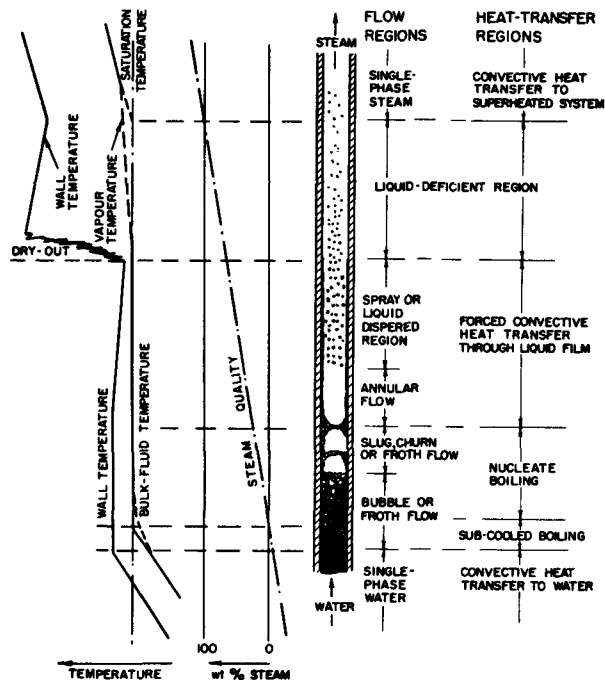 FLOW
REGIONS
HEAT-TRANSFER
REGIONS
STEAM
SATURATION
TEMPERATURE
SINGLE-
PHASE
STEAM
CONVECTIVE HEAT
TRANSFER TO
SUPERHEATED SYSTEM
WALL
TEMPERATURE
VAPOUR
TEMPERATURE
LIQUID-DEFICIENT REGION
DRY-OUT
SPRAY OR
LIQUID
DISPERED
REGION
FORCED CONVECTIVE
HEAT TRANSFER
THROUGH LIQUID FILM
WALL TEMPERATURE
BULK-FLUID TEMPERATURE
STEAM QUALITY
ANNULAR
FLOW
SLUG, CHURN
OR FROTH FLOW
NUCLEATE
BOILING
BUBBLE OR
FROTH FLOW
SUB-COOLED BOILING
SINGLE-
PHASE
WATER
CONVECTIVE HEAT
TRANSFER TO WATER
WATER
100
0
TEMPERATURE
wt % STEAM